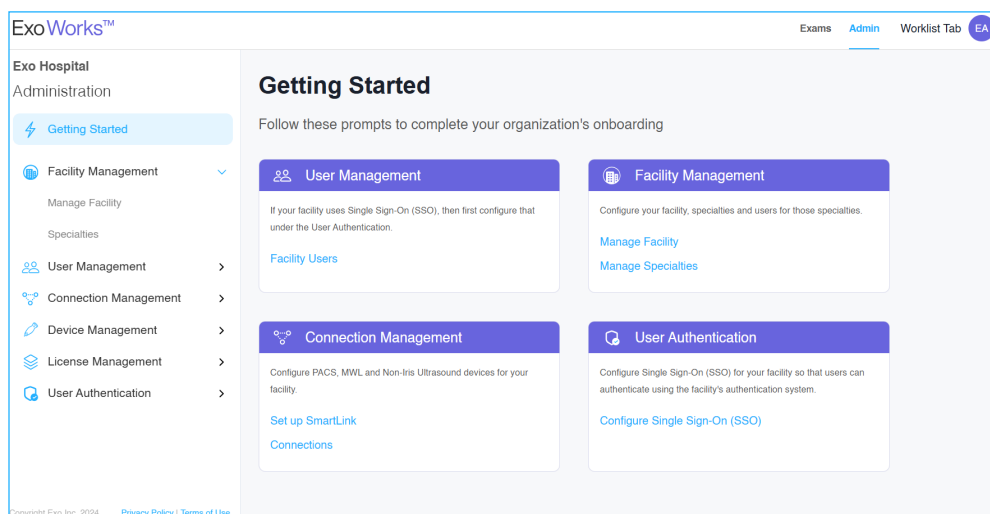 ExoWorks™
Exams Admin Worklist Tab EA
Exo Hospital
Administration
Getting Started
Facility Management
Manage Facility
Specialties
User Management
Connection Management
Device Management
License Management
User Authentication
Copyright Exo Inc. 2024 Privacy Policy | Terms of Use
Getting Started
Follow these prompts to complete your organization's onboarding
User Management
If your facility uses Single Sign-On (SSO), then first configure that
under the User Authentication.
Facility Users
Facility Management
Configure your facility, specialties and users for those specialties.
Manage Facility
Manage Specialties
Connection Management
Configure PACS, MWL and Non-Iris Ultrasound devices for your
facility.
Set up SmartLink
Connections
User Authentication
Configure Single Sign-On (SSO) for your facility so that users can
authenticate using the facility's authentication system.
Configure Single Sign-On (SSO)